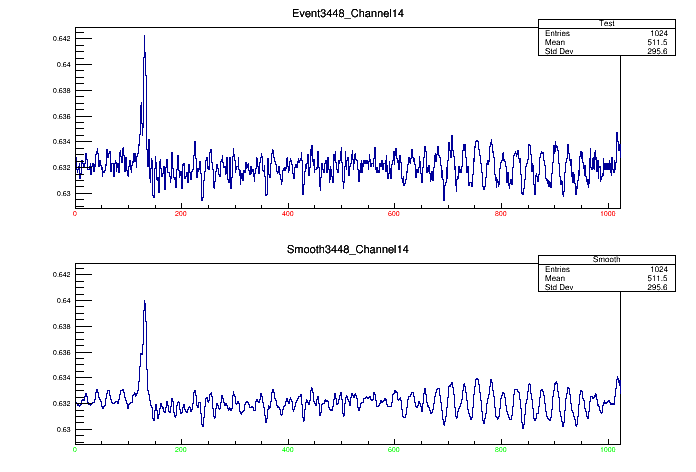 Event3448_Channel14
Test
Entries 1024
Mean 511.5
Std Dev 295.6
0.642
0.64
0.638
0.636
0.634
0.632
0.63
0 200 400 600 800 1000
Smooth3448_Channel14
Smooth
Entries 1024
Mean 511.5
Std Dev 295.6
0.642
0.64
0.638
0.636
0.634
0.632
0.63
0 200 400 600 800 1000